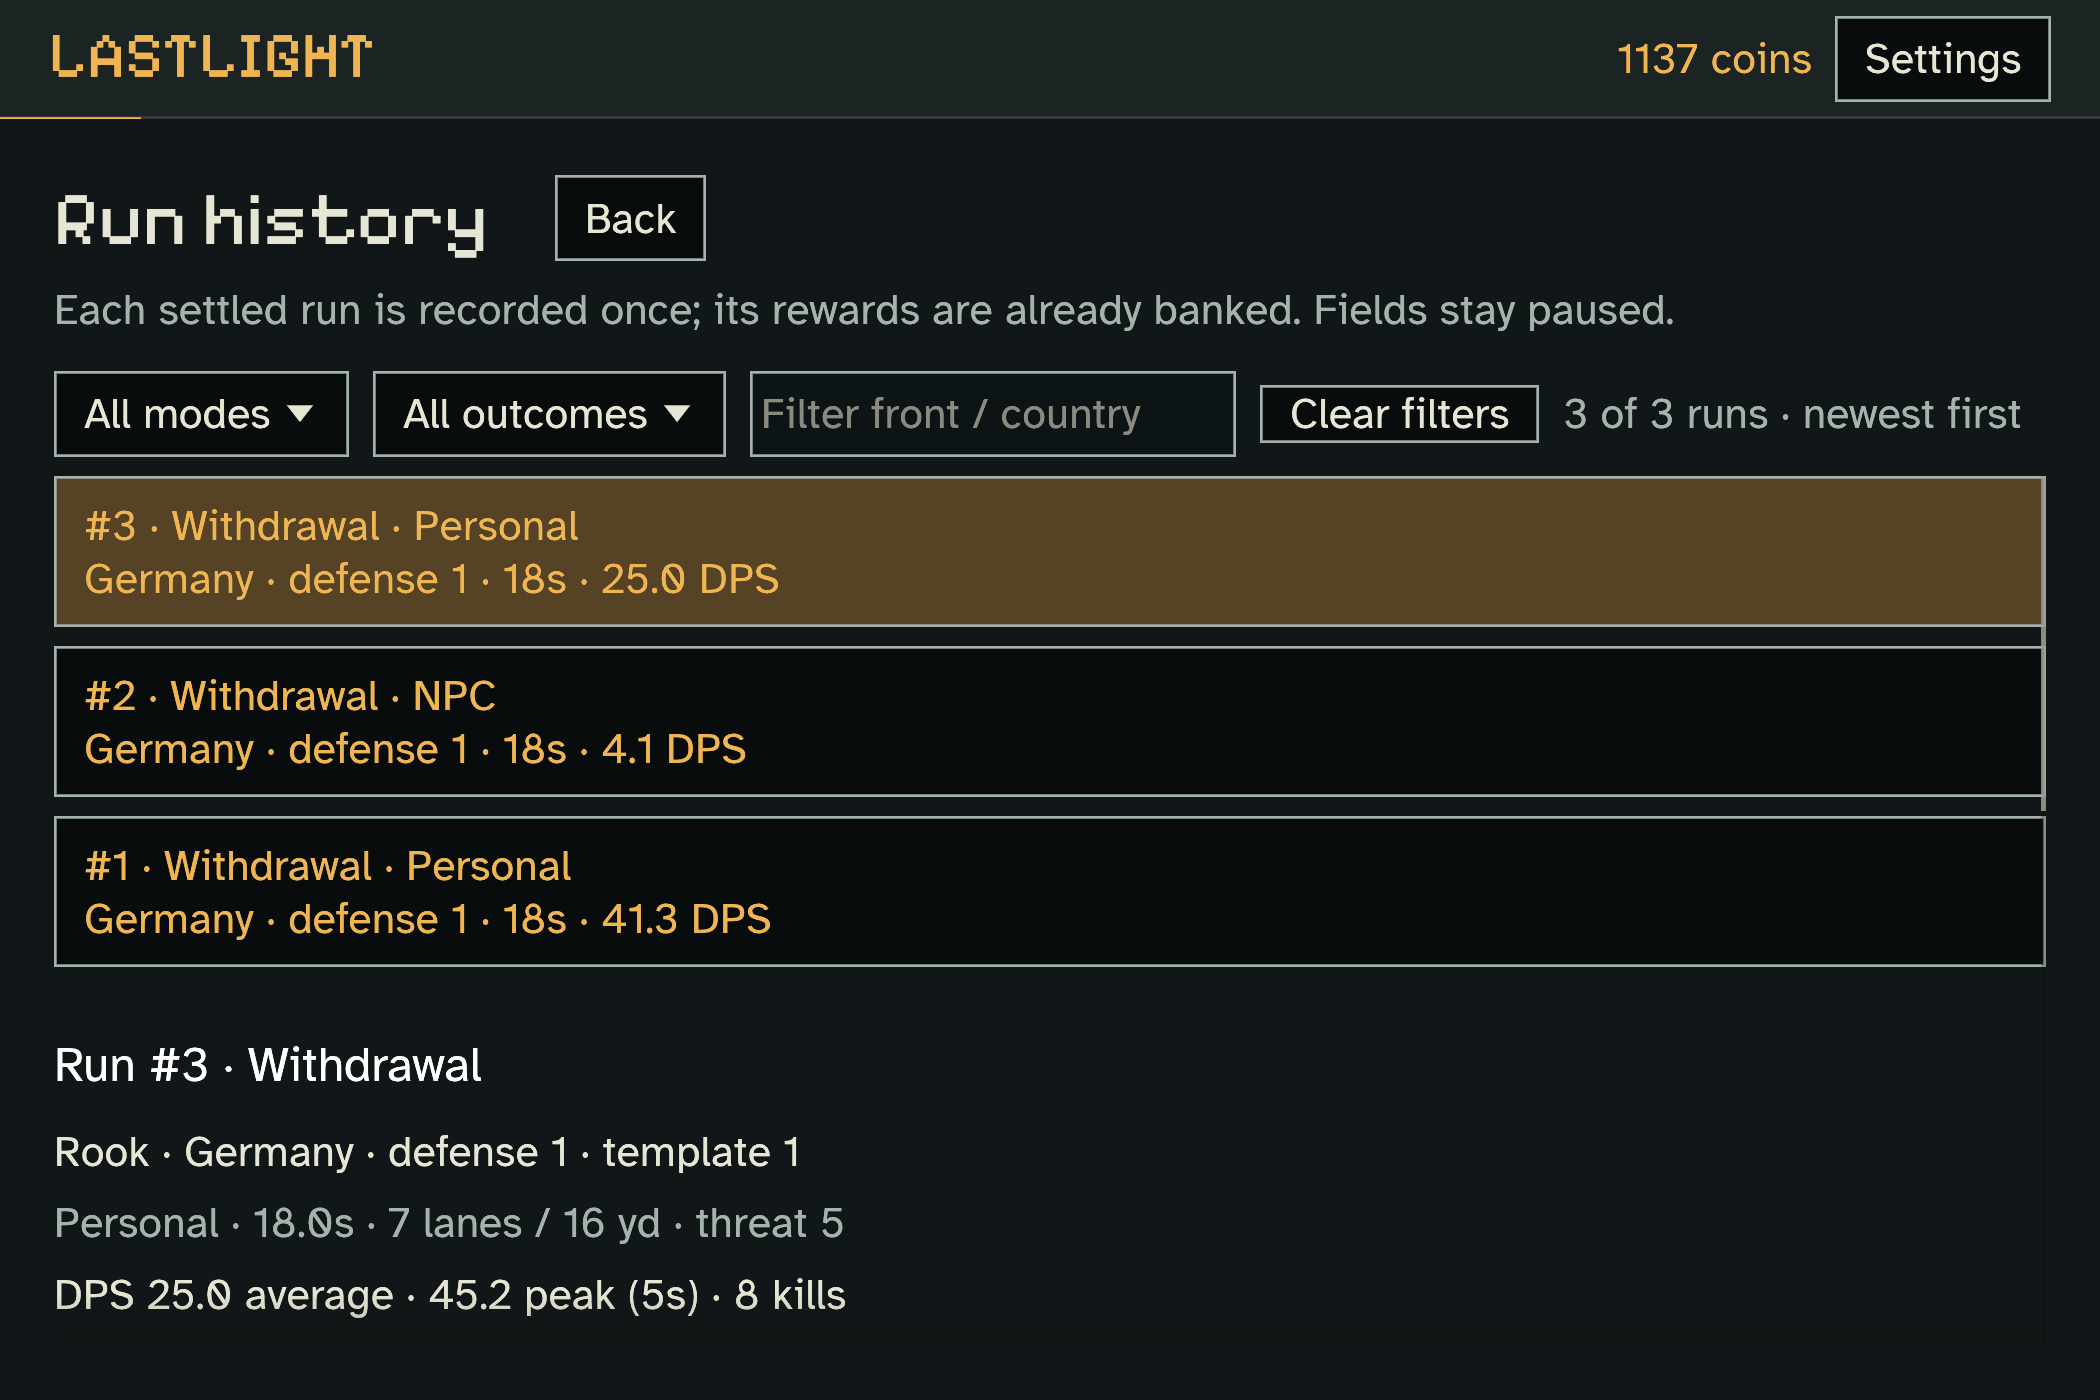 LASTLIGHT
1137 coins
Settings
Run history
Back
Each settled run is recorded once; its rewards are already banked. Fields stay paused.
All modes ▼
All outcomes ▼
Filter front / country
Clear filters
3 of 3 runs · newest first
#3 · Withdrawal · Personal
Germany · defense 1 · 18s · 25.0 DPS
#2 · Withdrawal · NPC
Germany · defense 1 · 18s · 4.1 DPS
#1 · Withdrawal · Personal
Germany · defense 1 · 18s · 41.3 DPS
Run #3 · Withdrawal
Rook · Germany · defense 1 · template 1
Personal · 18.0s · 7 lanes / 16 yd · threat 5
DPS 25.0 average · 45.2 peak (5s) · 8 kills